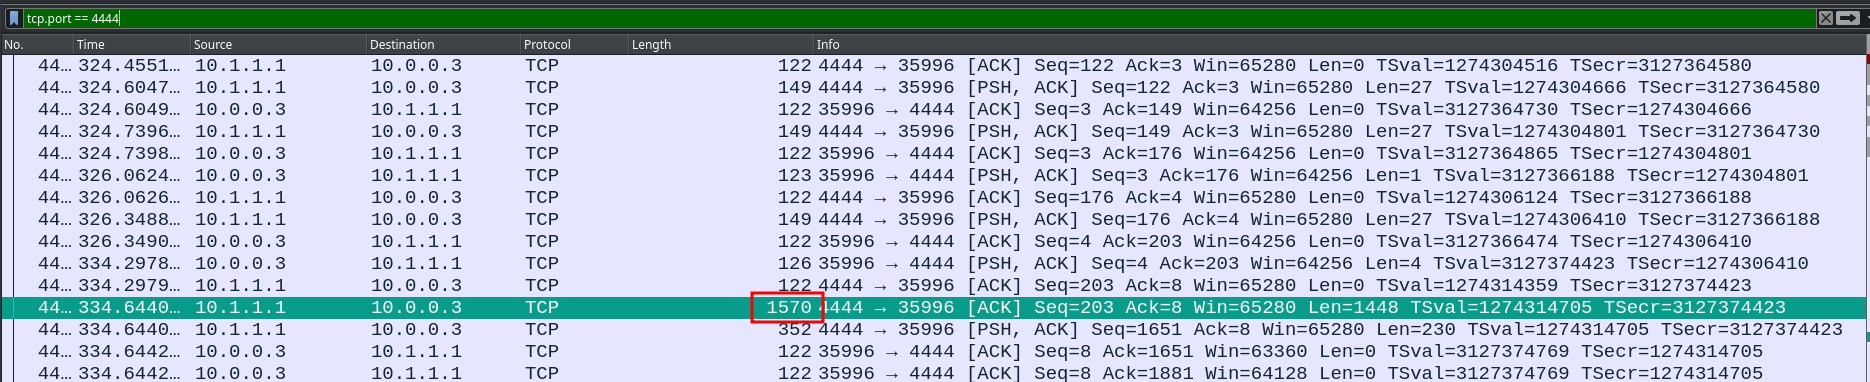 tcp.port == 4444
No. Time Source Destination Protocol Length Info
44… 324.4551… 10.1.1.1 10.0.0.3 TCP 122 4444 → 35996 [ACK] Seq=122 Ack=3 Win=65280 Len=0 TSval=1274304516 TSecr=3127364580
44… 324.6047… 10.1.1.1 10.0.0.3 TCP 149 4444 → 35996 [PSH, ACK] Seq=122 Ack=3 Win=65280 Len=27 TSval=1274304666 TSecr=3127364580
44… 324.6049… 10.0.0.3 10.1.1.1 TCP 122 35996 → 4444 [ACK] Seq=3 Ack=149 Win=64256 Len=0 TSval=3127364730 TSecr=1274304666
44… 324.7396… 10.1.1.1 10.0.0.3 TCP 149 4444 → 35996 [PSH, ACK] Seq=149 Ack=3 Win=65280 Len=27 TSval=1274304801 TSecr=3127364730
44… 324.7398… 10.0.0.3 10.1.1.1 TCP 122 35996 → 4444 [ACK] Seq=3 Ack=176 Win=64256 Len=0 TSval=3127364865 TSecr=1274304801
44… 326.0624… 10.0.0.3 10.1.1.1 TCP 123 35996 → 4444 [PSH, ACK] Seq=3 Ack=176 Win=64256 Len=1 TSval=3127366188 TSecr=1274304801
44… 326.0626… 10.1.1.1 10.0.0.3 TCP 122 4444 → 35996 [ACK] Seq=176 Ack=4 Win=65280 Len=0 TSval=1274306124 TSecr=3127366188
44… 326.3488… 10.1.1.1 10.0.0.3 TCP 149 4444 → 35996 [PSH, ACK] Seq=176 Ack=4 Win=65280 Len=27 TSval=1274306410 TSecr=3127366188
44… 326.3490… 10.0.0.3 10.1.1.1 TCP 122 35996 → 4444 [ACK] Seq=4 Ack=203 Win=64256 Len=0 TSval=3127366474 TSecr=1274306410
44… 334.2978… 10.0.0.3 10.1.1.1 TCP 126 35996 → 4444 [PSH, ACK] Seq=4 Ack=203 Win=64256 Len=4 TSval=3127374423 TSecr=1274306410
44… 334.2979… 10.1.1.1 10.0.0.3 TCP 122 4444 → 35996 [ACK] Seq=203 Ack=8 Win=65280 Len=0 TSval=1274314359 TSecr=3127374423
44… 334.6440… 10.1.1.1 10.0.0.3 TCP 1570 4444 → 35996 [ACK] Seq=203 Ack=8 Win=65280 Len=1448 TSval=1274314705 TSecr=3127374423
44… 334.6440… 10.1.1.1 10.0.0.3 TCP 352 4444 → 35996 [PSH, ACK] Seq=1651 Ack=8 Win=65280 Len=230 TSval=1274314705 TSecr=3127374423
44… 334.6442… 10.0.0.3 10.1.1.1 TCP 122 35996 → 4444 [ACK] Seq=8 Ack=1651 Win=63360 Len=0 TSval=3127374769 TSecr=1274314705
44… 334.6442… 10.0.0.3 10.1.1.1 TCP 122 35996 → 4444 [ACK] Seq=8 Ack=1881 Win=64128 Len=0 TSval=3127374769 TSecr=1274314705